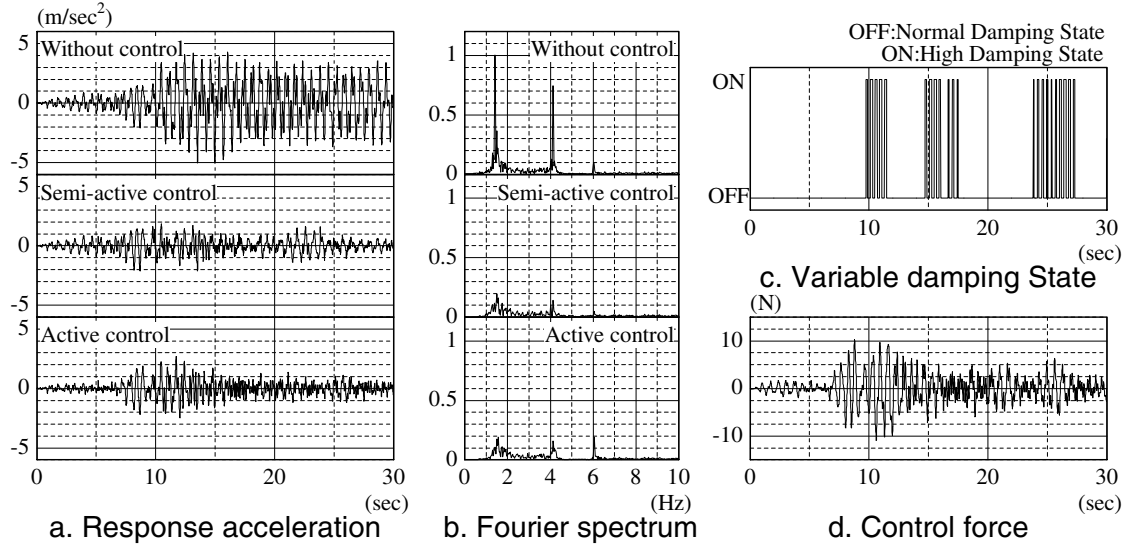 (m/sec2)
5
Without control
0
-5
5
Semi-active control
0
-5
5
Active control
0
-5
0 10 20 30
(sec)
a. Response acceleration
1
Without control
0.5
0
1
Semi-active control
0.5
0
1
Active control
0.5
0
0 2 4 6 8 10
(Hz)
b. Fourier spectrum
OFF:Normal Damping State
ON:High Damping State
ON
OFF
0 10 20 30
(sec)
c. Variable damping State
(N)
10
0
-10
0 10 20 30
(sec)
d. Control force